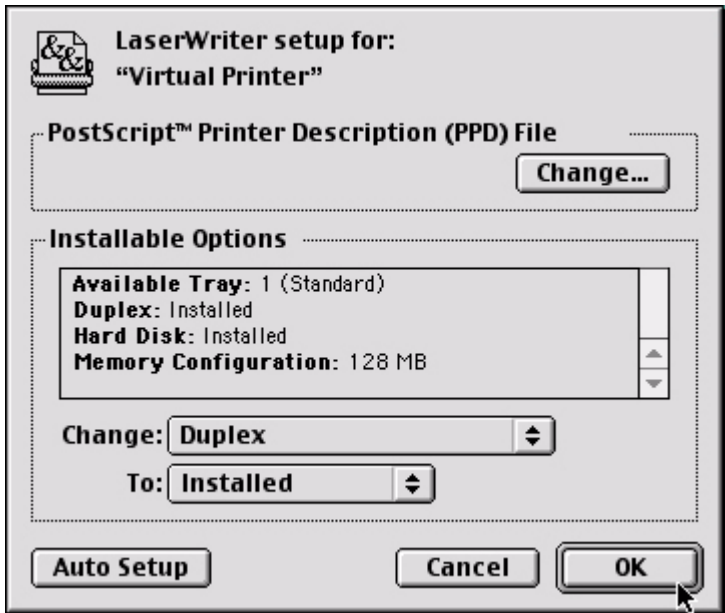 LaserWriter setup for:
“Virtual Printer”
PostScript™ Printer Description (PPD) File
Change...
Installable Options
Available Tray: 1 (Standard)
Duplex: Installed
Hard Disk: Installed
Memory Configuration: 128 MB
Change: Duplex
To: Installed
Auto Setup Cancel OK